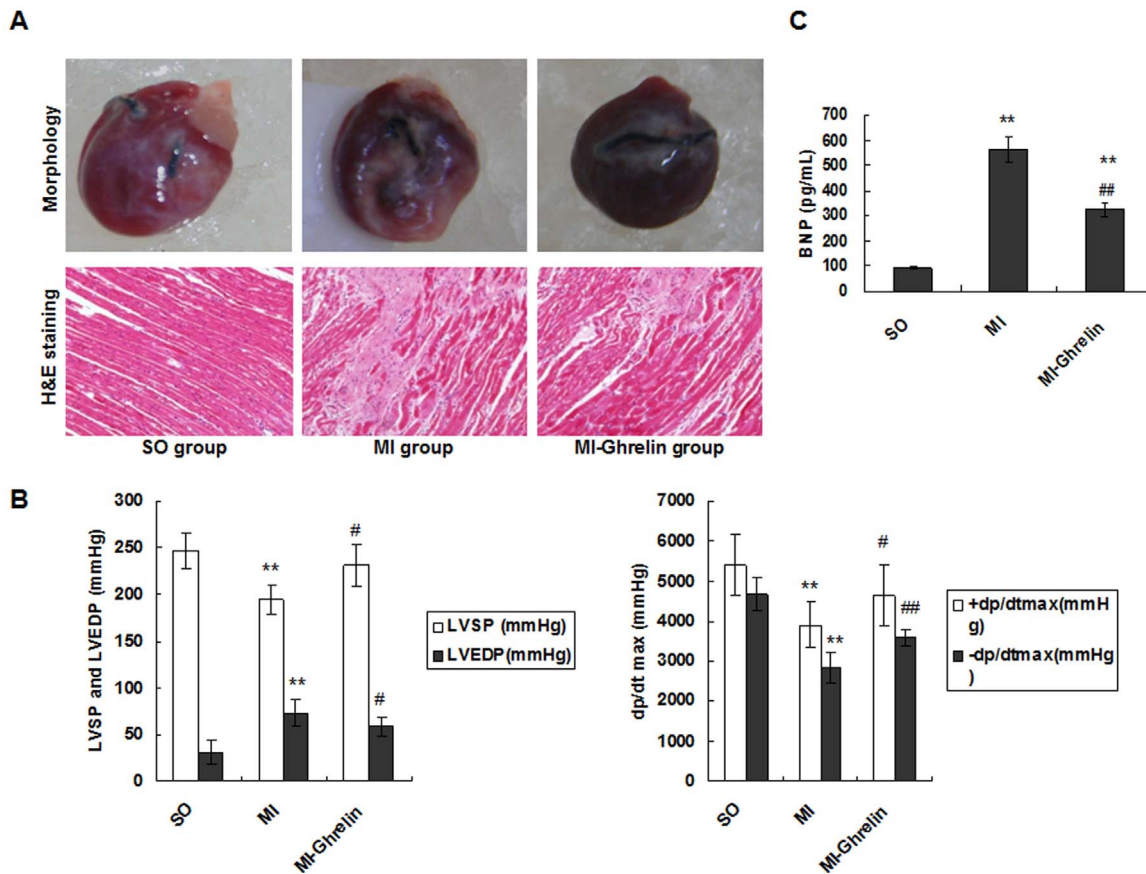 A
Morphology
H&E staining
SO group
MI group
MI-Ghrelin group
C
BNP (pg/mL)
700
600
500
400
300
200
100
0
**
**
##
SO
MI
MI-Ghrelin
B
LVSP and LVEDP (mmHg)
300
250
200
150
100
50
0
**
**
#
#
SO
MI
MI-Ghrelin
LVSP (mmHg)
LVEDP(mmHg)
dp/dt max (mmHg)
7000
6000
5000
4000
3000
2000
1000
0
**
**
#
##
SO
MI
MI-Ghrelin
+dp/dtmax(mmH
g)
-dp/dtmax(mmHg
)